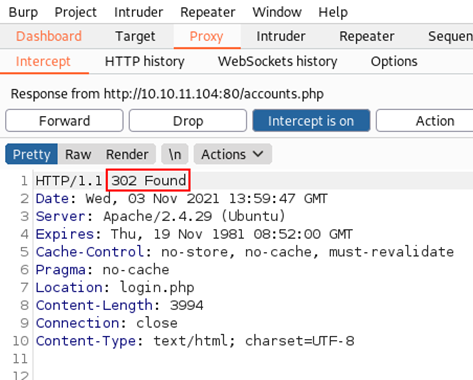 Burp Project Intruder Repeater Window Help
Dashboard Target Proxy Intruder Repeater Sequen
Intercept HTTP history WebSockets history Options
Response from http://10.10.11.104:80/accounts.php
Forward Drop Intercept is on Action
Pretty Raw Render \n Actions
1 HTTP/1.1 302 Found
2 Date: Wed, 03 Nov 2021 13:59:47 GMT
3 Server: Apache/2.4.29 (Ubuntu)
4 Expires: Thu, 19 Nov 1981 08:52:00 GMT
5 Cache-Control: no-store, no-cache, must-revalidate
6 Pragma: no-cache
7 Location: login.php
8 Content-Length: 3994
9 Connection: close
10 Content-Type: text/html; charset=UTF-8
11
12